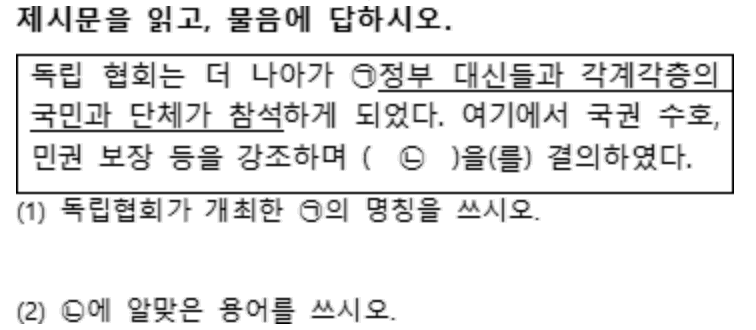 제시문을 읽고, 물음에 답하시오.
독립 협회는 더 나아가 ㉠정부 대신들과 각계각층의
국민과 단체가 참석하게 되었다. 여기에서 국권 수호,
민권 보장 등을 강조하며 ( ㉡ )을(를) 결의하였다.
(1) 독립협회가 개최한 ㉠의 명칭을 쓰시오.
(2) ㉡에 알맞은 용어를 쓰시오.